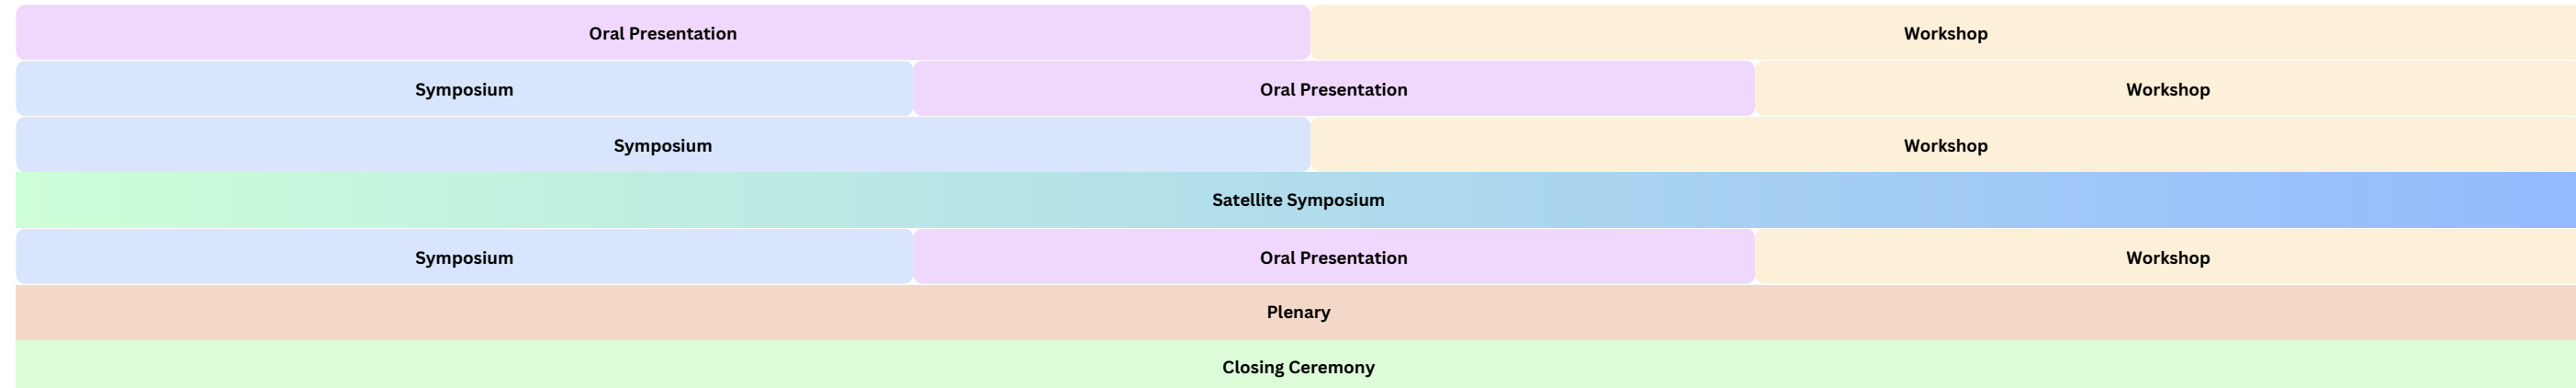 Oral Presentation Workshop
Symposium Oral Presentation Workshop
Symposium Workshop
Satellite Symposium
Symposium Oral Presentation Workshop
Plenary
Closing Ceremony